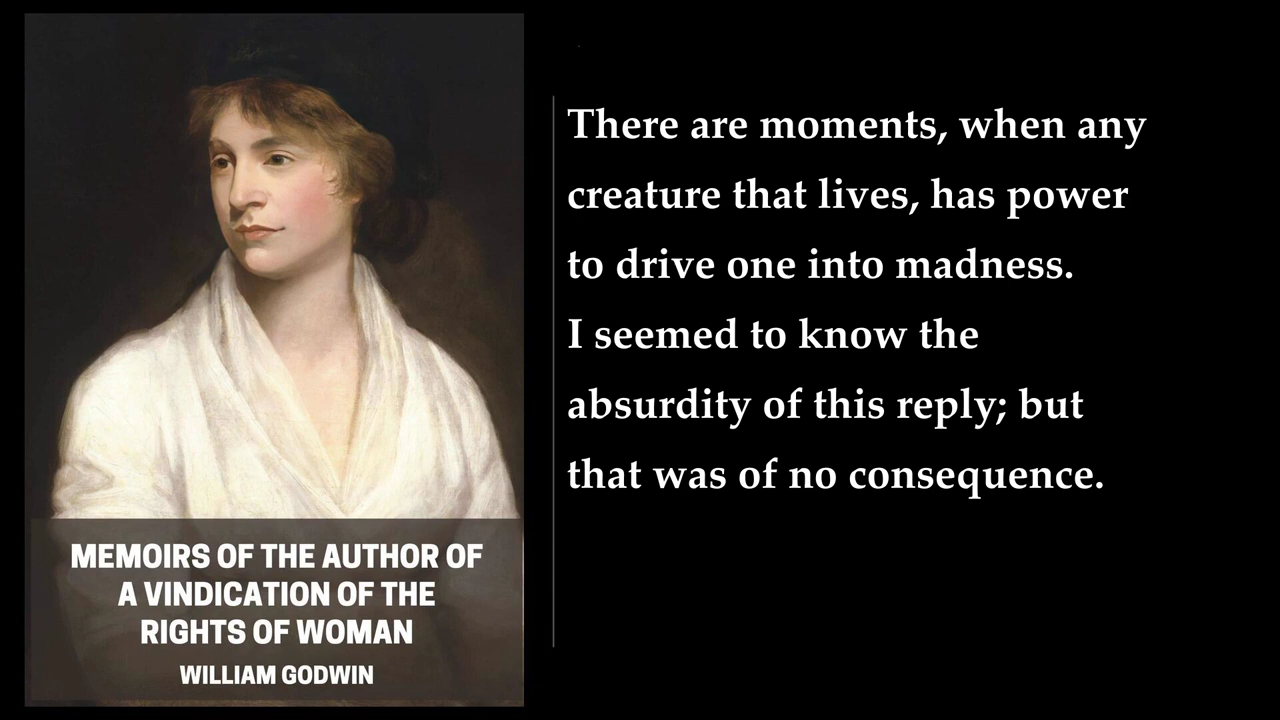 MEMOIRS OF THE AUTHOR OF
A VINDICATION OF THE
RIGHTS OF WOMAN
WILLIAM GODWIN
There are moments, when any
creature that lives, has power
to drive one into madness.
I seemed to know the
absurdity of this reply; but
that was of no consequence.